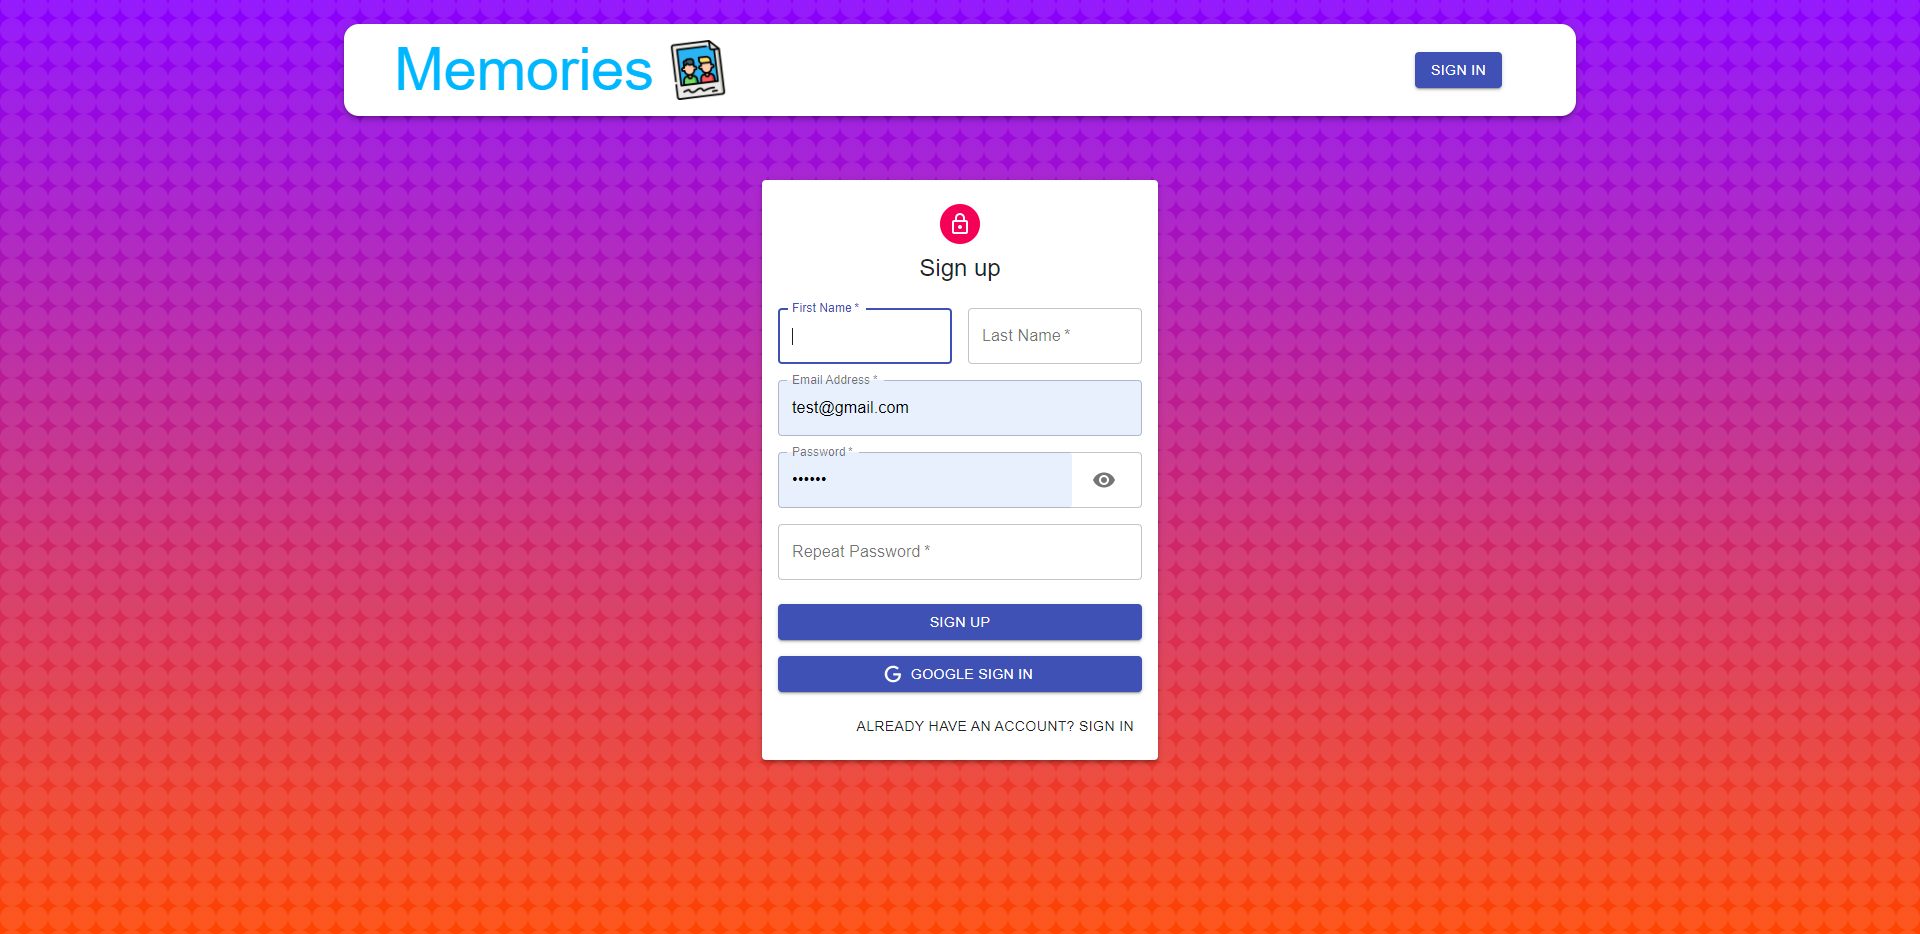 Memories
SIGN IN
Sign up
First Name *
Last Name *
Email Address *
test@gmail.com
Password *
••••••
Repeat Password *
SIGN UP
GOOGLE SIGN IN
ALREADY HAVE AN ACCOUNT? SIGN IN